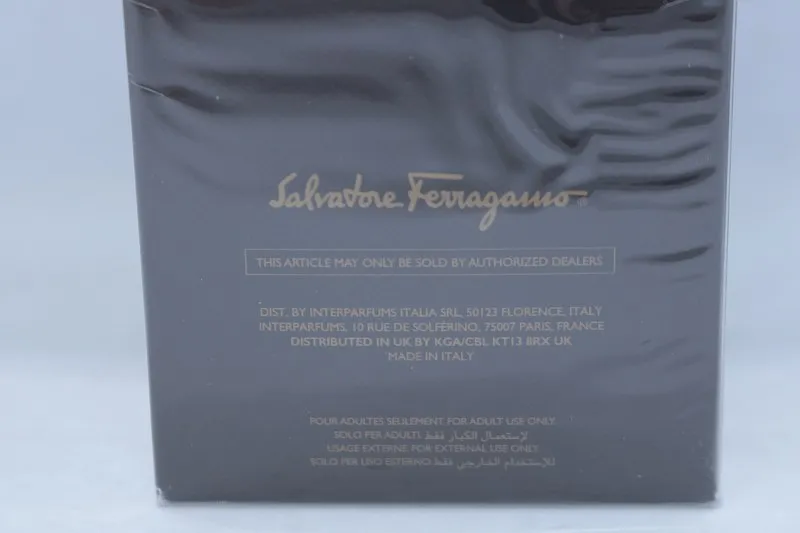 Salvatore Ferragamo®
THIS ARTICLE MAY ONLY BE SOLD BY AUTHORIZED DEALERS
DIST. BY INTERPARFUMS ITALIA SRL, 50123 FLORENCE, ITALY
INTERPARFUMS, 10 RUE DE SOLFÉRINO, 75007 PARIS, FRANCE
DISTRIBUTED IN UK BY KGA/CBL KT13 8RX UK
MADE IN ITALY
POUR ADULTES SEULEMENT. FOR ADULT USE ONLY.
SOLO PER ADULTI. لإستعمال الكبار فقط
USAGE EXTERNE. FOR EXTERNAL USE ONLY.
SOLO PER USO ESTERNO. للإستخدام الخارجي فقط